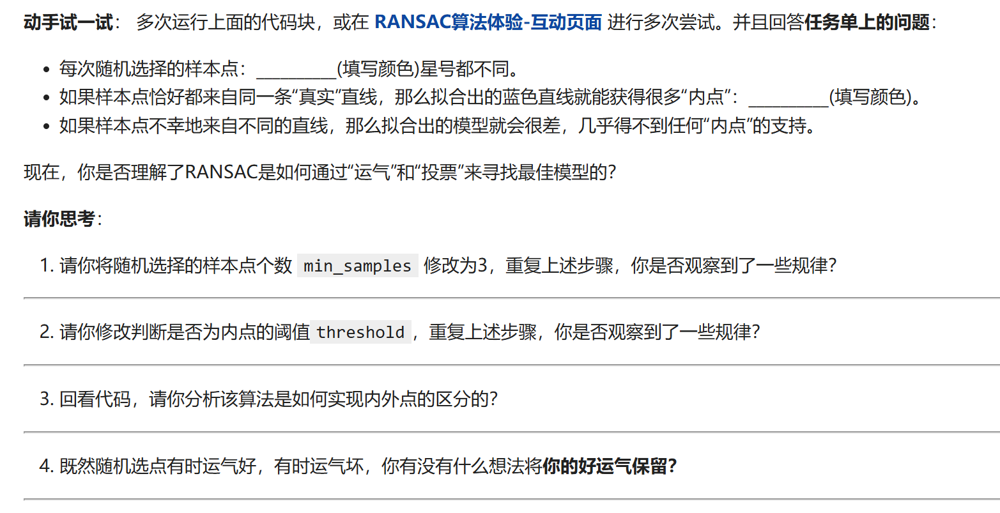 动手试一试： 多次运行上面的代码块，或在 RANSAC算法体验-互动页面 进行多次尝试。并且回答任务单上的问题：
• 每次随机选择的样本点：__________(填写颜色)星号都不同。
• 如果样本点恰好都来自同一条“真实”直线，那么拟合出的蓝色直线就能获得很多“内点”：__________(填写颜色)。
• 如果样本点不幸地来自不同的直线，那么拟合出的模型就会很差，几乎得不到任何“内点”的支持。
现在，你是否理解了RANSAC是如何通过“运气”和“投票”来寻找最佳模型的？
请你思考：
1. 请你将随机选择的样本点个数 min_samples 修改为3，重复上述步骤，你是否观察到了一些规律？
2. 请你修改判断是否为内点的阈值 threshold ，重复上述步骤，你是否观察到了一些规律？
3. 回看代码，请你分析该算法是如何实现内外点的区分的？
4. 既然随机选点有时运气好，有时运气坏，你有没有什么想法将你的好运气保留？